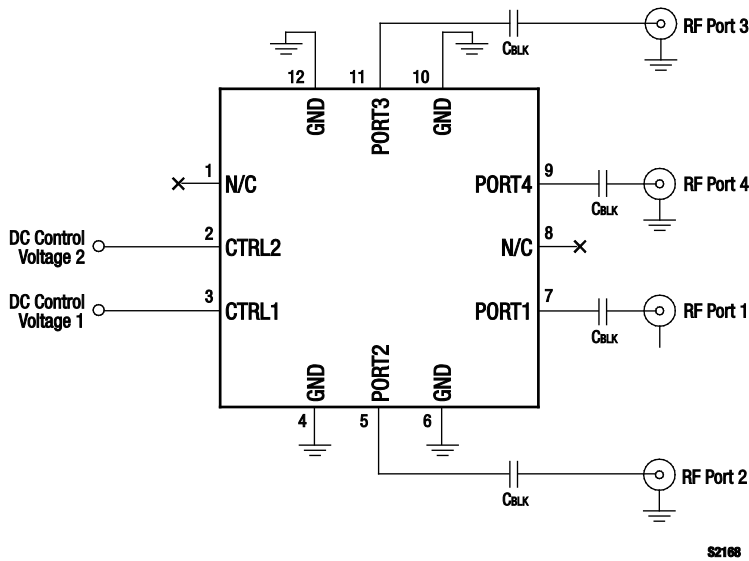 RF Port 3
CBLK
12
11
10
GND
PORT3
GND
1
N/C
PORT4
9
RF Port 4
CBLK
DC Control
Voltage 2
2
CTRL2
N/C
8
DC Control
Voltage 1
3
CTRL1
PORT1
7
RF Port 1
CBLK
GND
PORT2
GND
4
5
6
RF Port 2
CBLK
S2168